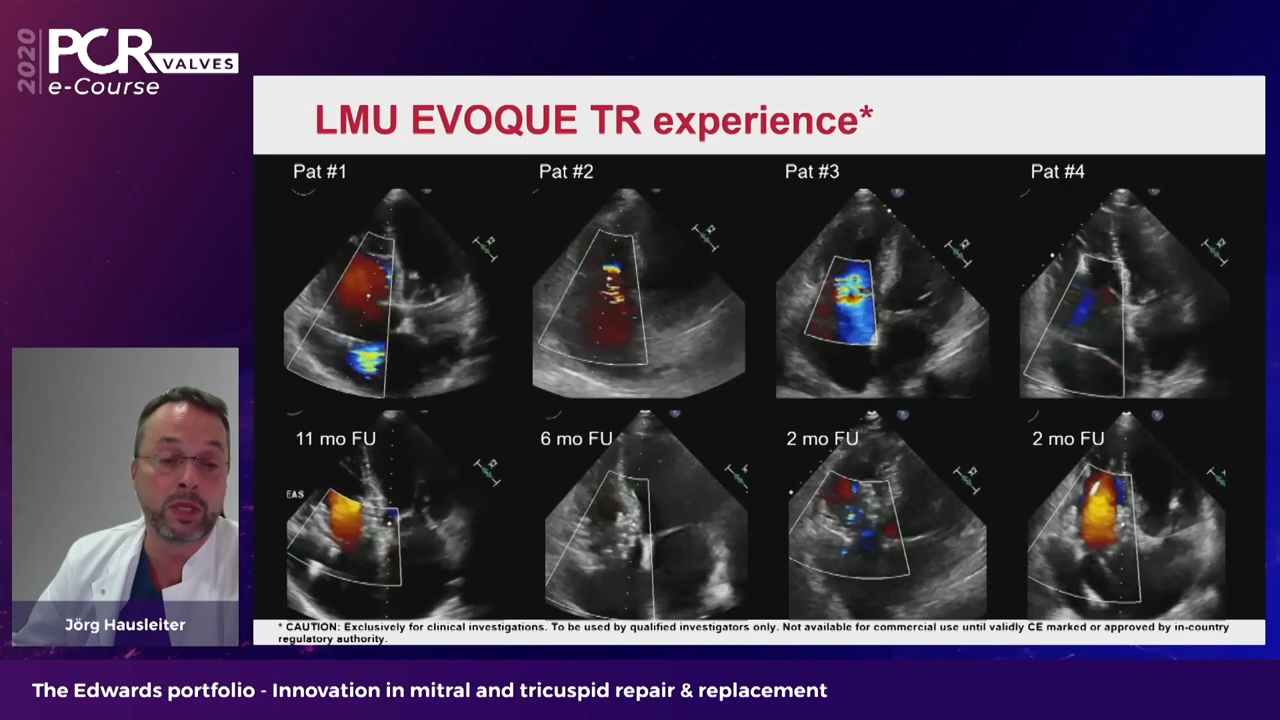 2020
PCR
VALVES
e-Course
LMU EVOQUE TR experience*
Pat #1
Pat #2
Pat #3
Pat #4
11 mo FU
6 mo FU
2 mo FU
2 mo FU
EAS
Jörg Hausleiter
* CAUTION: Exclusively for clinical investigations. To be used by qualified investigators only. Not available for commercial use until validly CE marked or approved by in-country
regulatory authority.
The Edwards portfolio - Innovation in mitral and tricuspid repair & replacement